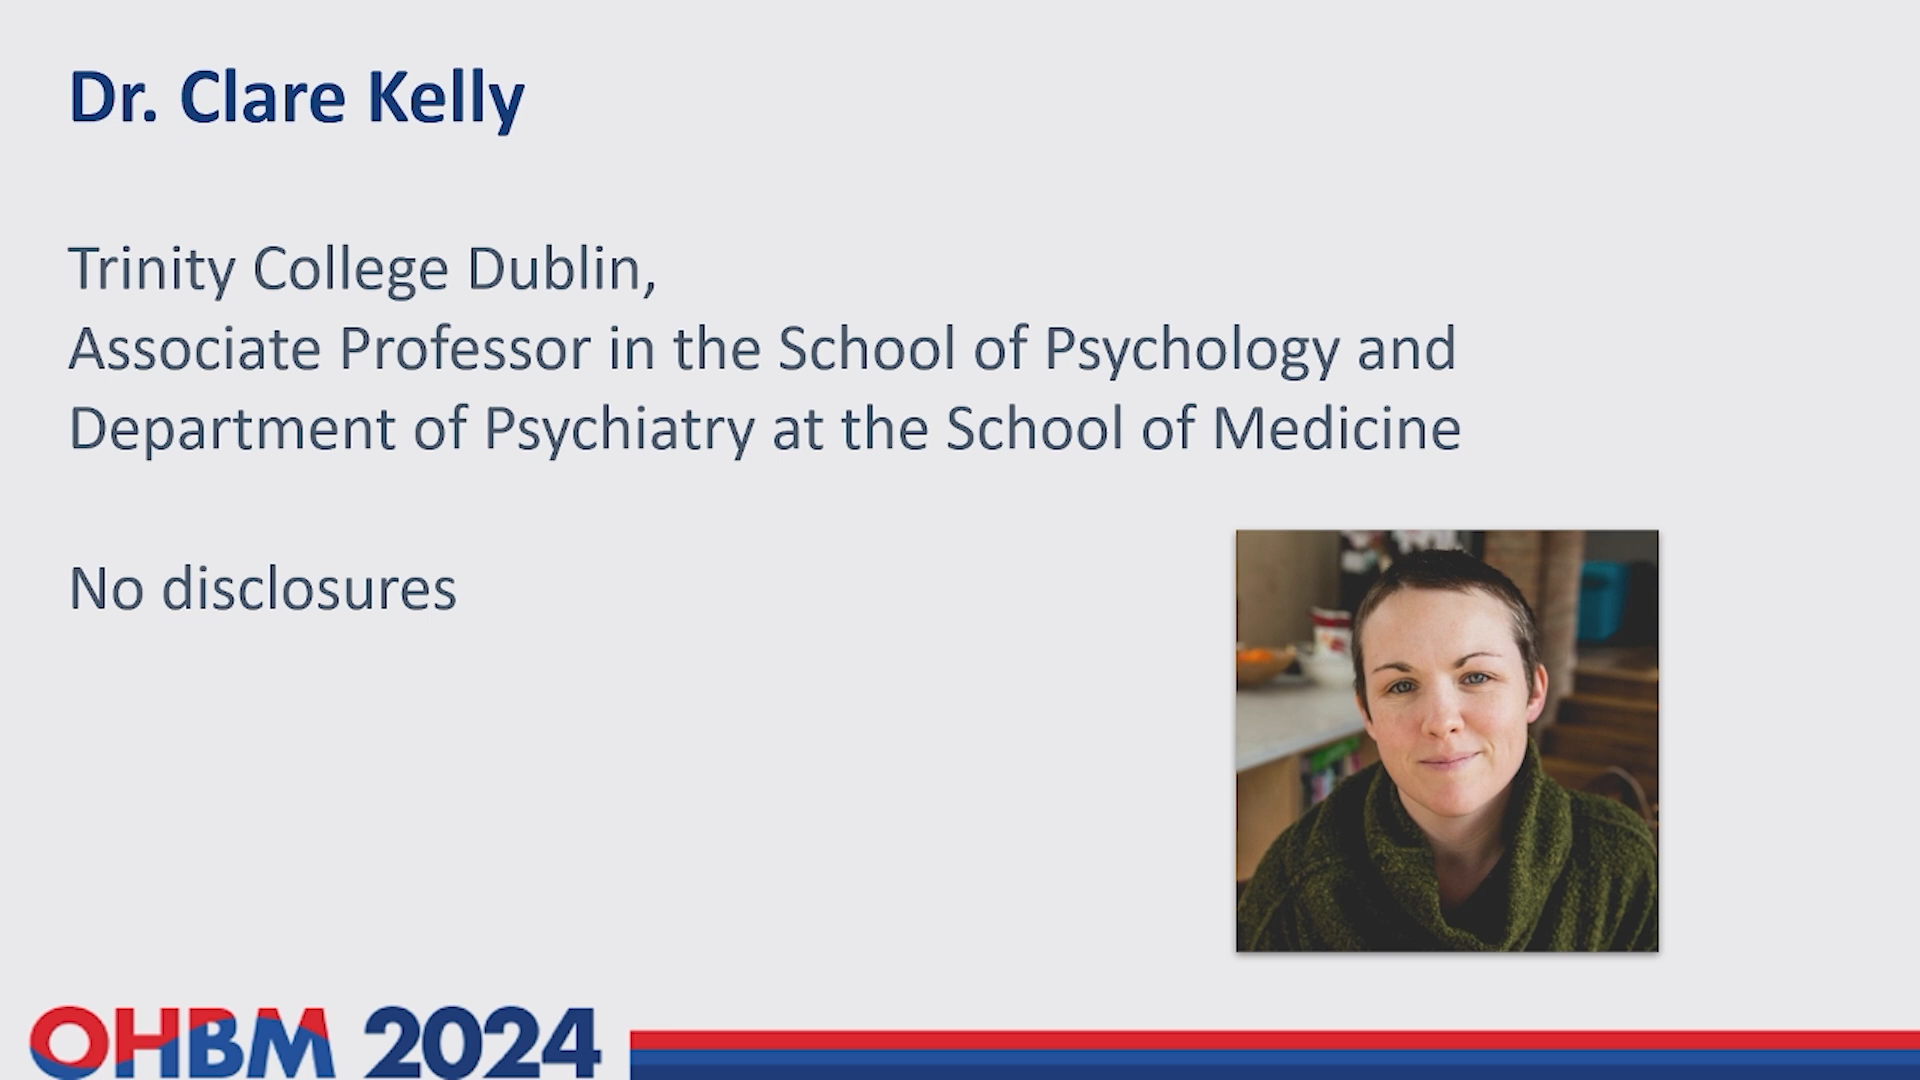 Dr. Clare Kelly
Trinity College Dublin,
Associate Professor in the School of Psychology and
Department of Psychiatry at the School of Medicine
No disclosures
OHBM 2024